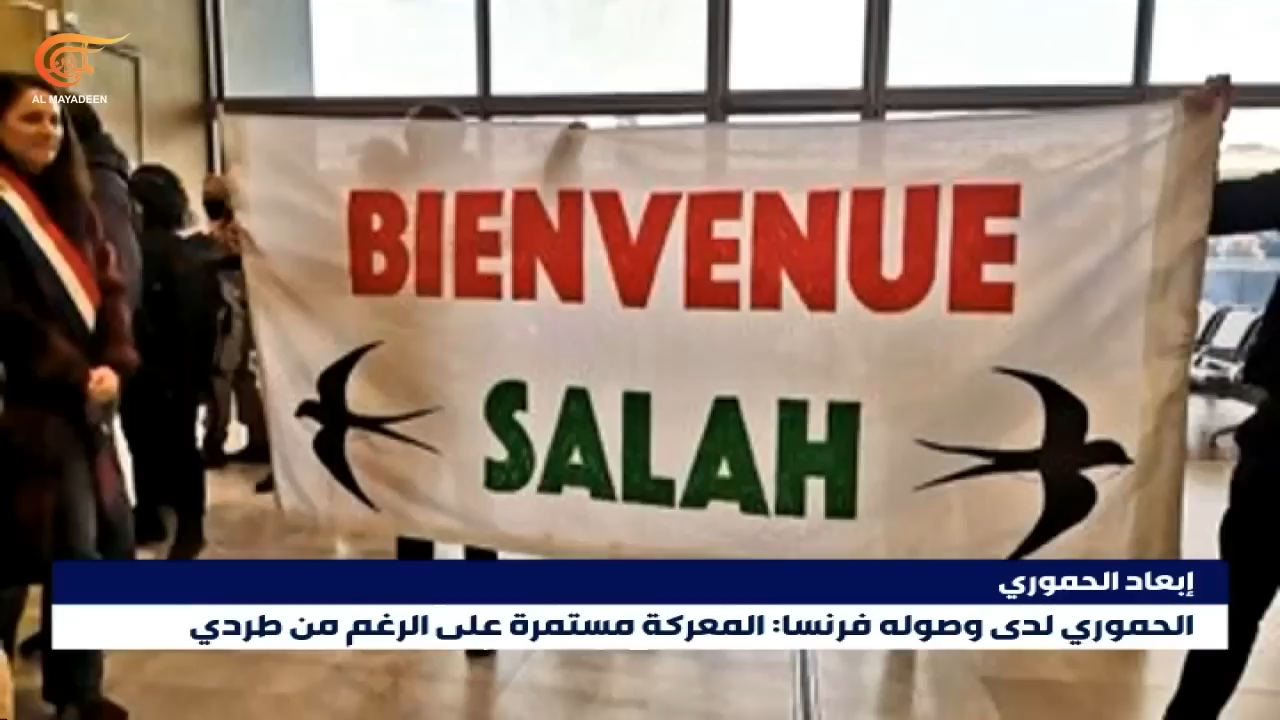 AL MAYADEEN
BIENVENUE
SALAH
إبعاد الحموري
الحموري لدى وصوله فرنسا: المعركة مستمرة على الرغم من طردي